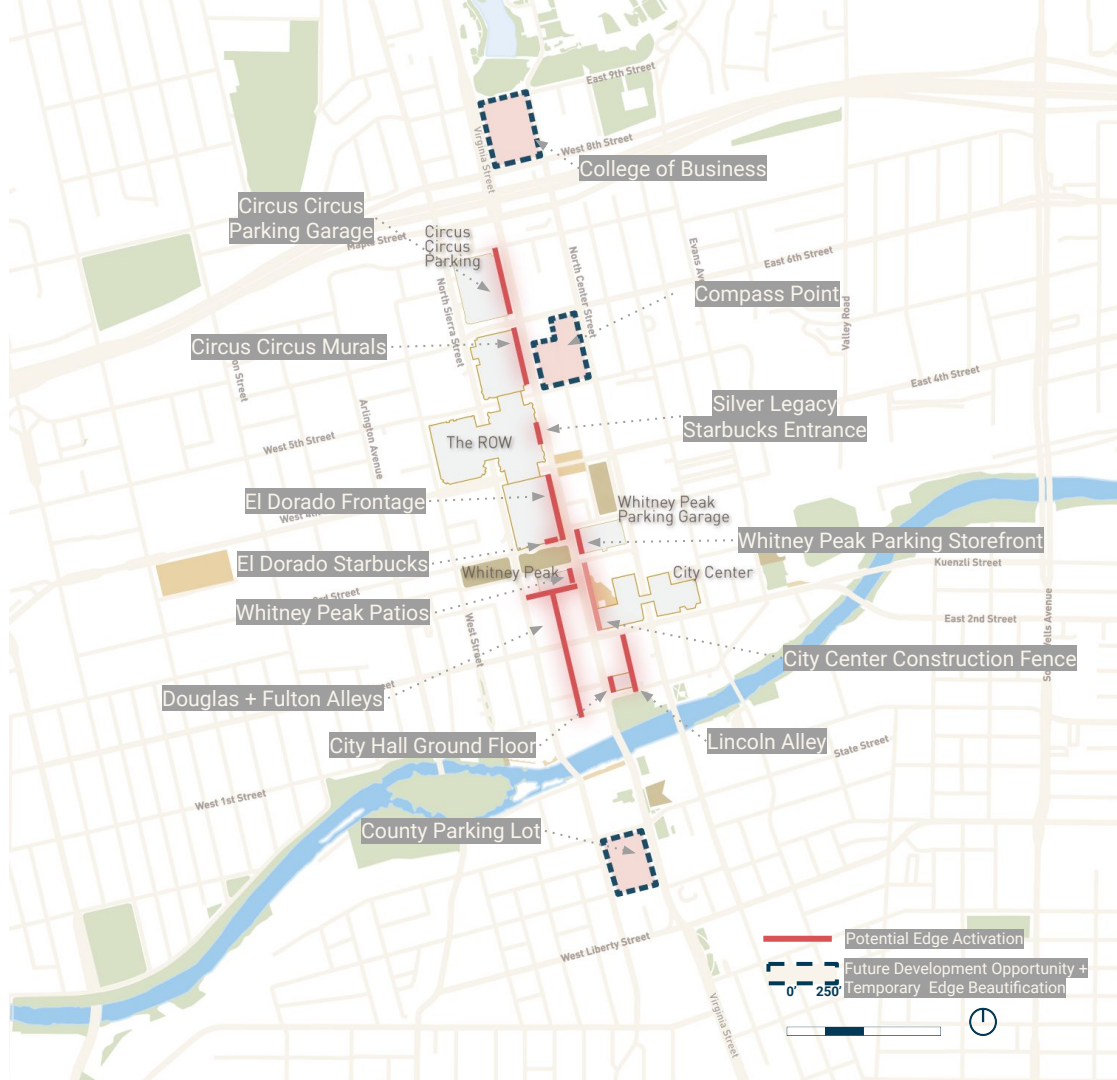 East 9th Street
Virginia Street
West 8th Street
College of Business
Circus Circus
Parking Garage
Circus
Circus
Parking
North Center Street
Evans
East 6th Street
North Sierra Street
Compass Point
Valley Road
Circus Circus Murals
East 4th Street
Arlington Avenue
Silver Legacy
Starbucks Entrance
West 5th Street
The ROW
El Dorado Frontage
Whitney Peak
Parking Garage
West
Whitney Peak Parking Storefront
El Dorado Starbucks
Whitney Peak
City Center
Kuenzli Street
Street
Whitney Peak Patios
East 2nd Street
West Street
City Center Construction Fence
Avenue
Douglas + Fulton Alleys
City Hall Ground Floor
Lincoln Alley
State Street
West 1st Street
County Parking Lot
West Liberty Street
Potential Edge Activation
Future Development Opportunity +
Temporary Edge Beautification
0' 250'
Virginia Street